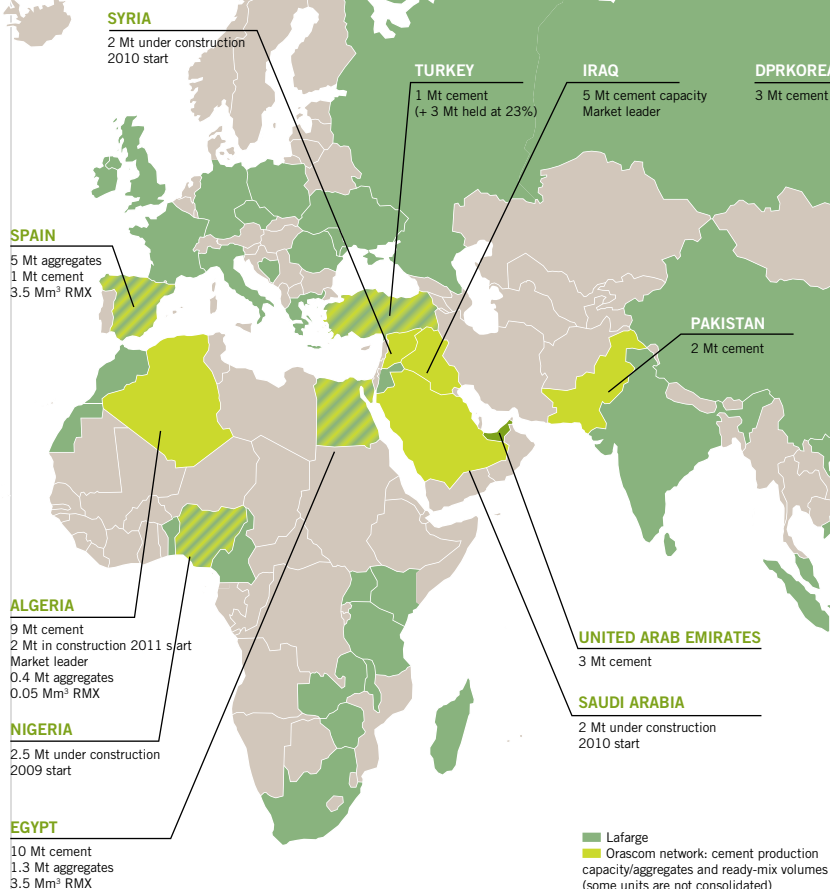 SYRIA
2 Mt under construction
2010 start
TURKEY
1 Mt cement
(+ 3 Mt held at 23%)
IRAQ
5 Mt cement capacity
Market leader
DPRKOREA
3 Mt cement
SPAIN
5 Mt aggregates
1 Mt cement
3.5 Mm³ RMX
PAKISTAN
2 Mt cement
ALGERIA
9 Mt cement
2 Mt in construction 2011 start
Market leader
0.4 Mt aggregates
0.05 Mm³ RMX
UNITED ARAB EMIRATES
3 Mt cement
SAUDI ARABIA
2 Mt under construction
2010 start
NIGERIA
2.5 Mt under construction
2009 start
EGYPT
10 Mt cement
1.3 Mt aggregates
3.5 Mm³ RMX
Lafarge
Orascom network: cement production
capacity/aggregates and ready-mix volumes
(some units are not consolidated)